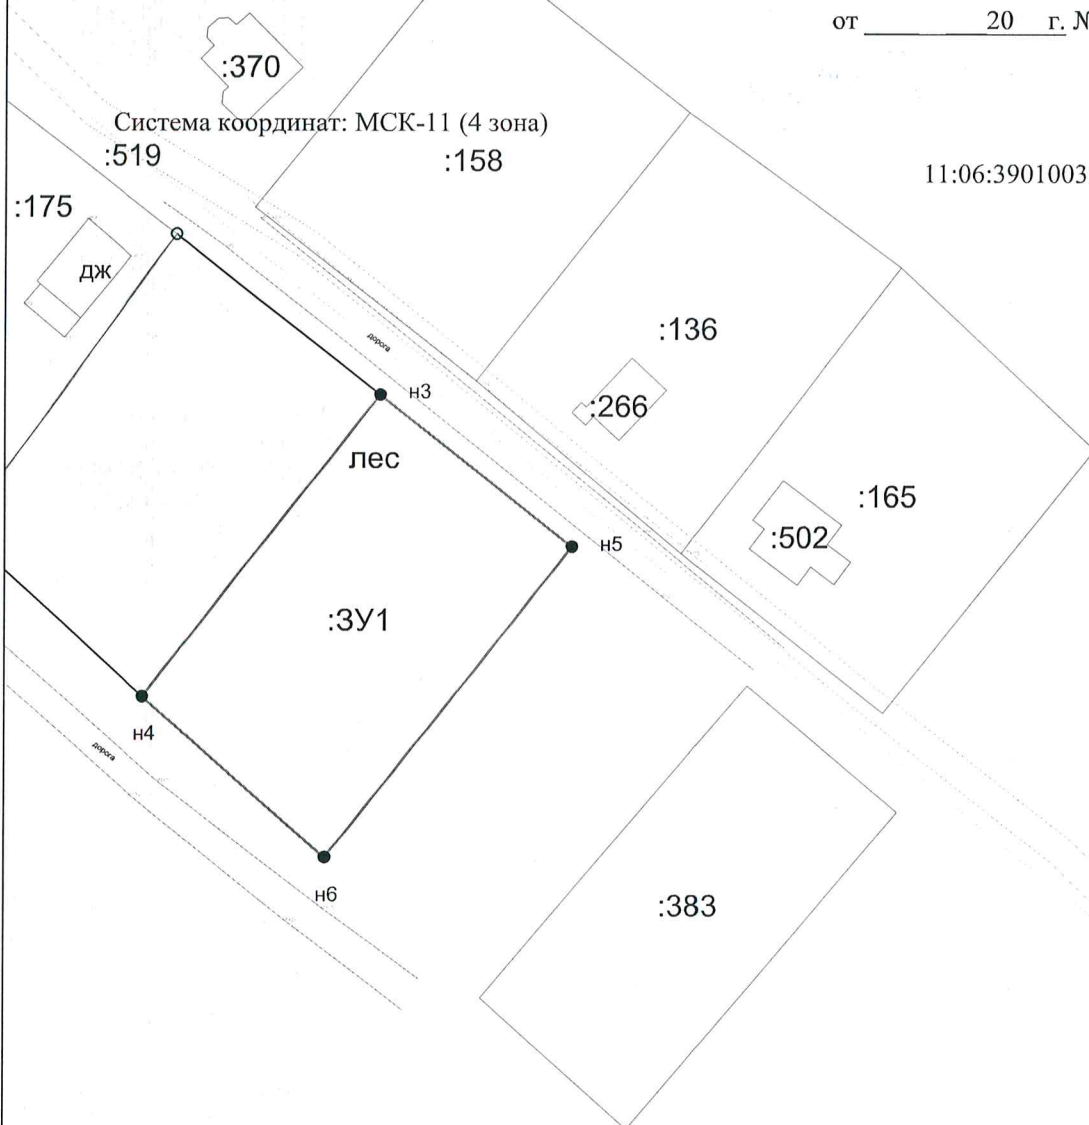 от 20 г. №
:370
Система координат: МСК-11 (4 зона)
:519
:158
11:06:3901003
:175
дж
:136
дорога
н3
:266
лес
:165
:502
н5
:ЗУ1
н4
дорога
н6
:383